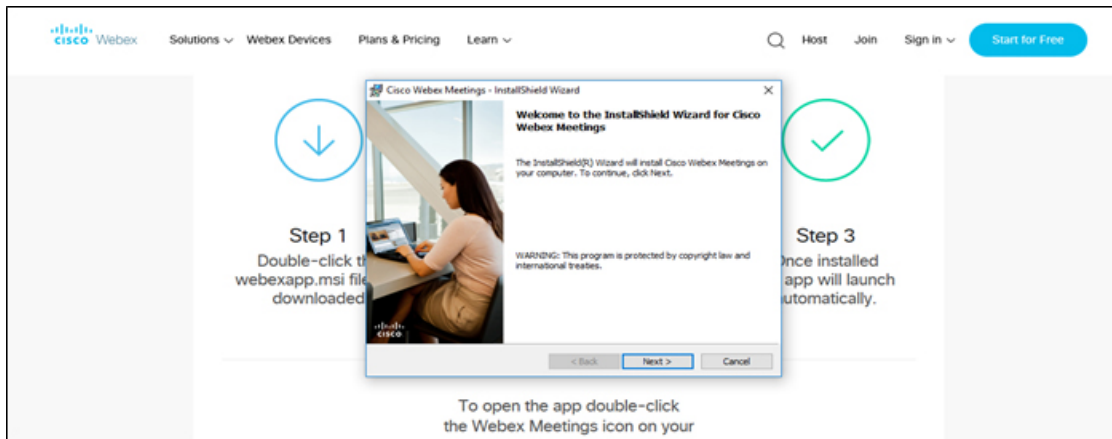 CISCO Webex Solutions Webex Devices Plans & Pricing Learn Host Join Sign in Start for Free
Cisco Webex Meetings - InstallShield Wizard
Welcome to the InstallShield Wizard for Cisco
Webex Meetings
The InstallShield(R) Wizard will install Cisco Webex Meetings on
your computer. To continue, click Next.
WARNING: This program is protected by copyright law and
international treaties.
CISCO
< Back Next > Cancel
Step 1
Double-click
webexapp.msi
downloaded
Step 3
installed
app will launch
automatically.
To open the app double-click
the Webex Meetings icon on your